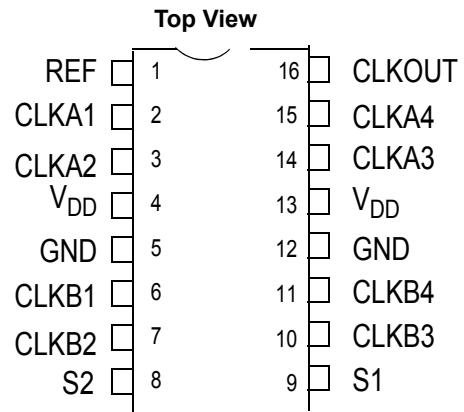 Top View
REF 1 16 CLKOUT
CLKA1 2 15 CLKA4
CLKA2 3 14 CLKA3
VDD 4 13 VDD
GND 5 12 GND
CLKB1 6 11 CLKB4
CLKB2 7 10 CLKB3
S2 8 9 S1